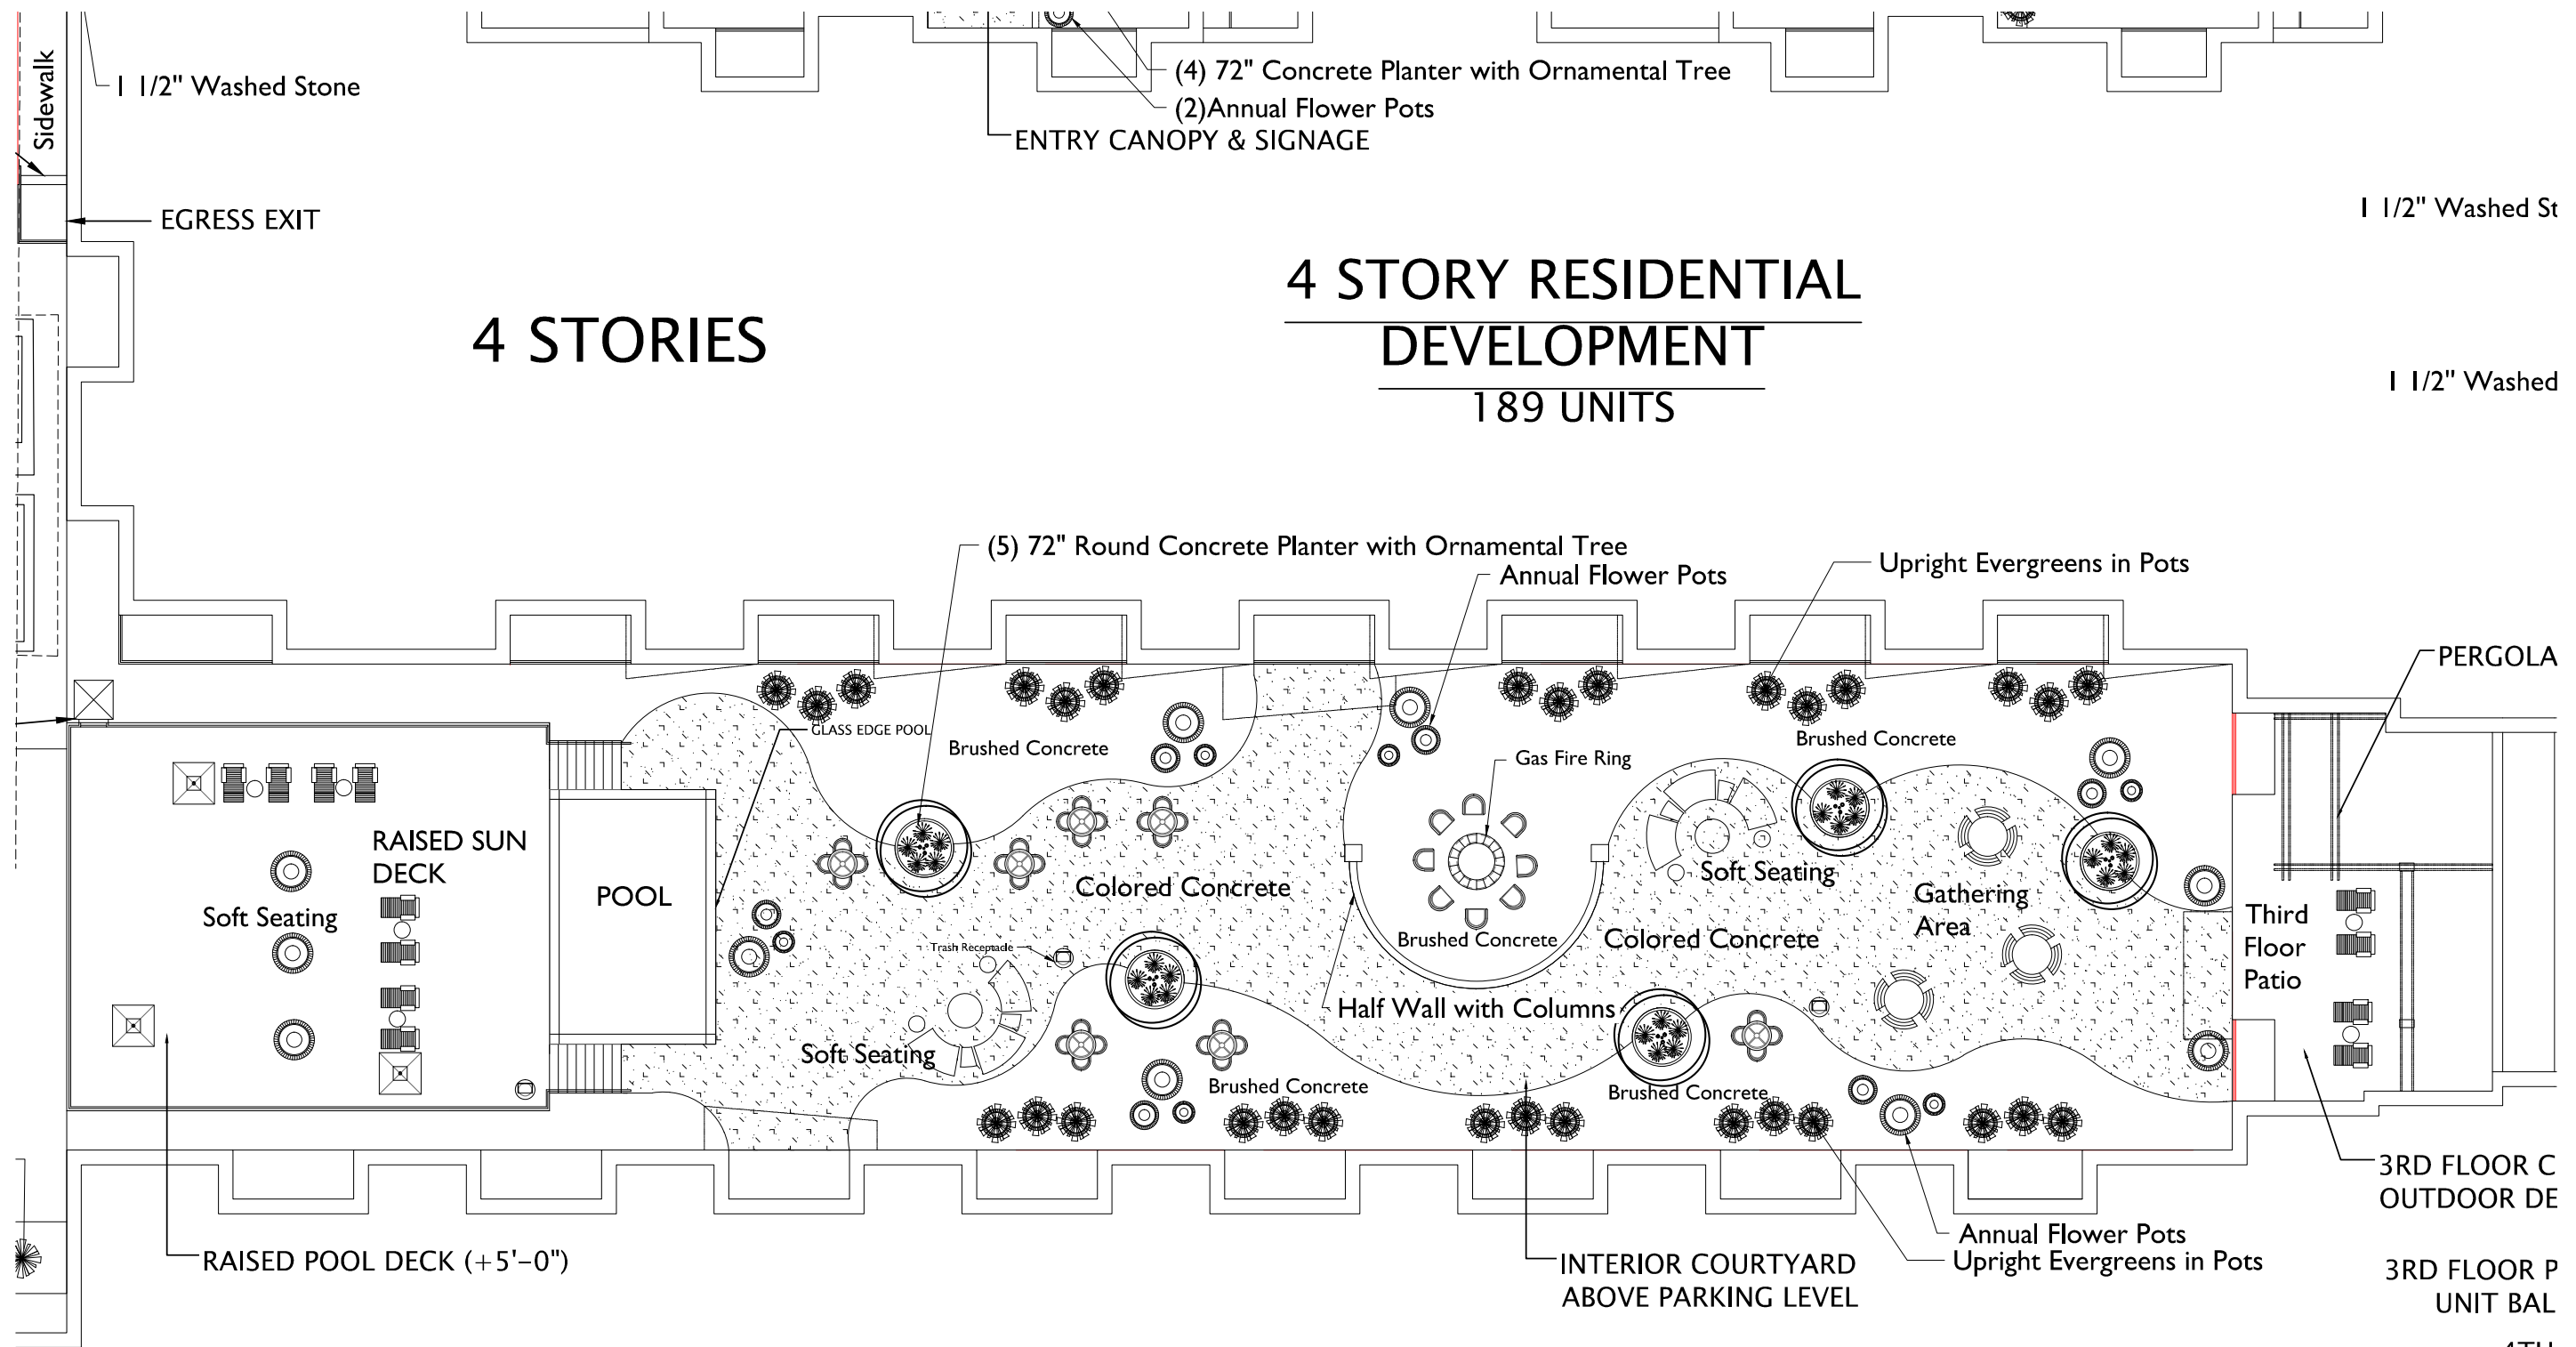 Sidewalk
1 1/2" Washed Stone
(4) 72" Concrete Planter with Ornamental Tree
(2)Annual Flower Pots
ENTRY CANOPY & SIGNAGE
EGRESS EXIT
1 1/2" Washed St
4 STORIES
4 STORY RESIDENTIAL
DEVELOPMENT
189 UNITS
1 1/2" Washed
(5) 72" Round Concrete Planter with Ornamental Tree
Annual Flower Pots
Upright Evergreens in Pots
PERGOLA
GLASS EDGE POOL
Brushed Concrete
Gas Fire Ring
Brushed Concrete
RAISED SUN
DECK
Soft Seating
POOL
Colored Concrete
Trash Receptacle
Soft Seating
Brushed Concrete
Colored Concrete
Gathering
Area
Third
Floor
Patio
Half Wall with Columns
Soft Seating
Brushed Concrete
Brushed Concrete
3RD FLOOR C
OUTDOOR DE
RAISED POOL DECK (+5'-0")
INTERIOR COURTYARD
ABOVE PARKING LEVEL
Annual Flower Pots
Upright Evergreens in Pots
3RD FLOOR P
UNIT BAL